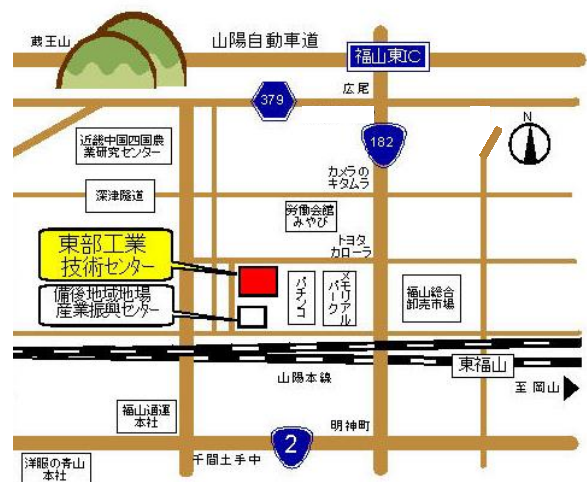 蔵王山
山陽自動車道
福山東IC
379
広尾
182
N
近畿中国四国農
業研究センター
カメラの
キタムラ
深津隧道
労働会館
みやび
トヨタ
カローラ
東部工業
技術センター
備後地域地場
産業振興センター
パチンコ
メモリアル
パーク
福山総合
卸売市場
山陽本線
東福山
至岡山
福山通運
本社
明神町
2
千間土手中
洋服の青山
本社